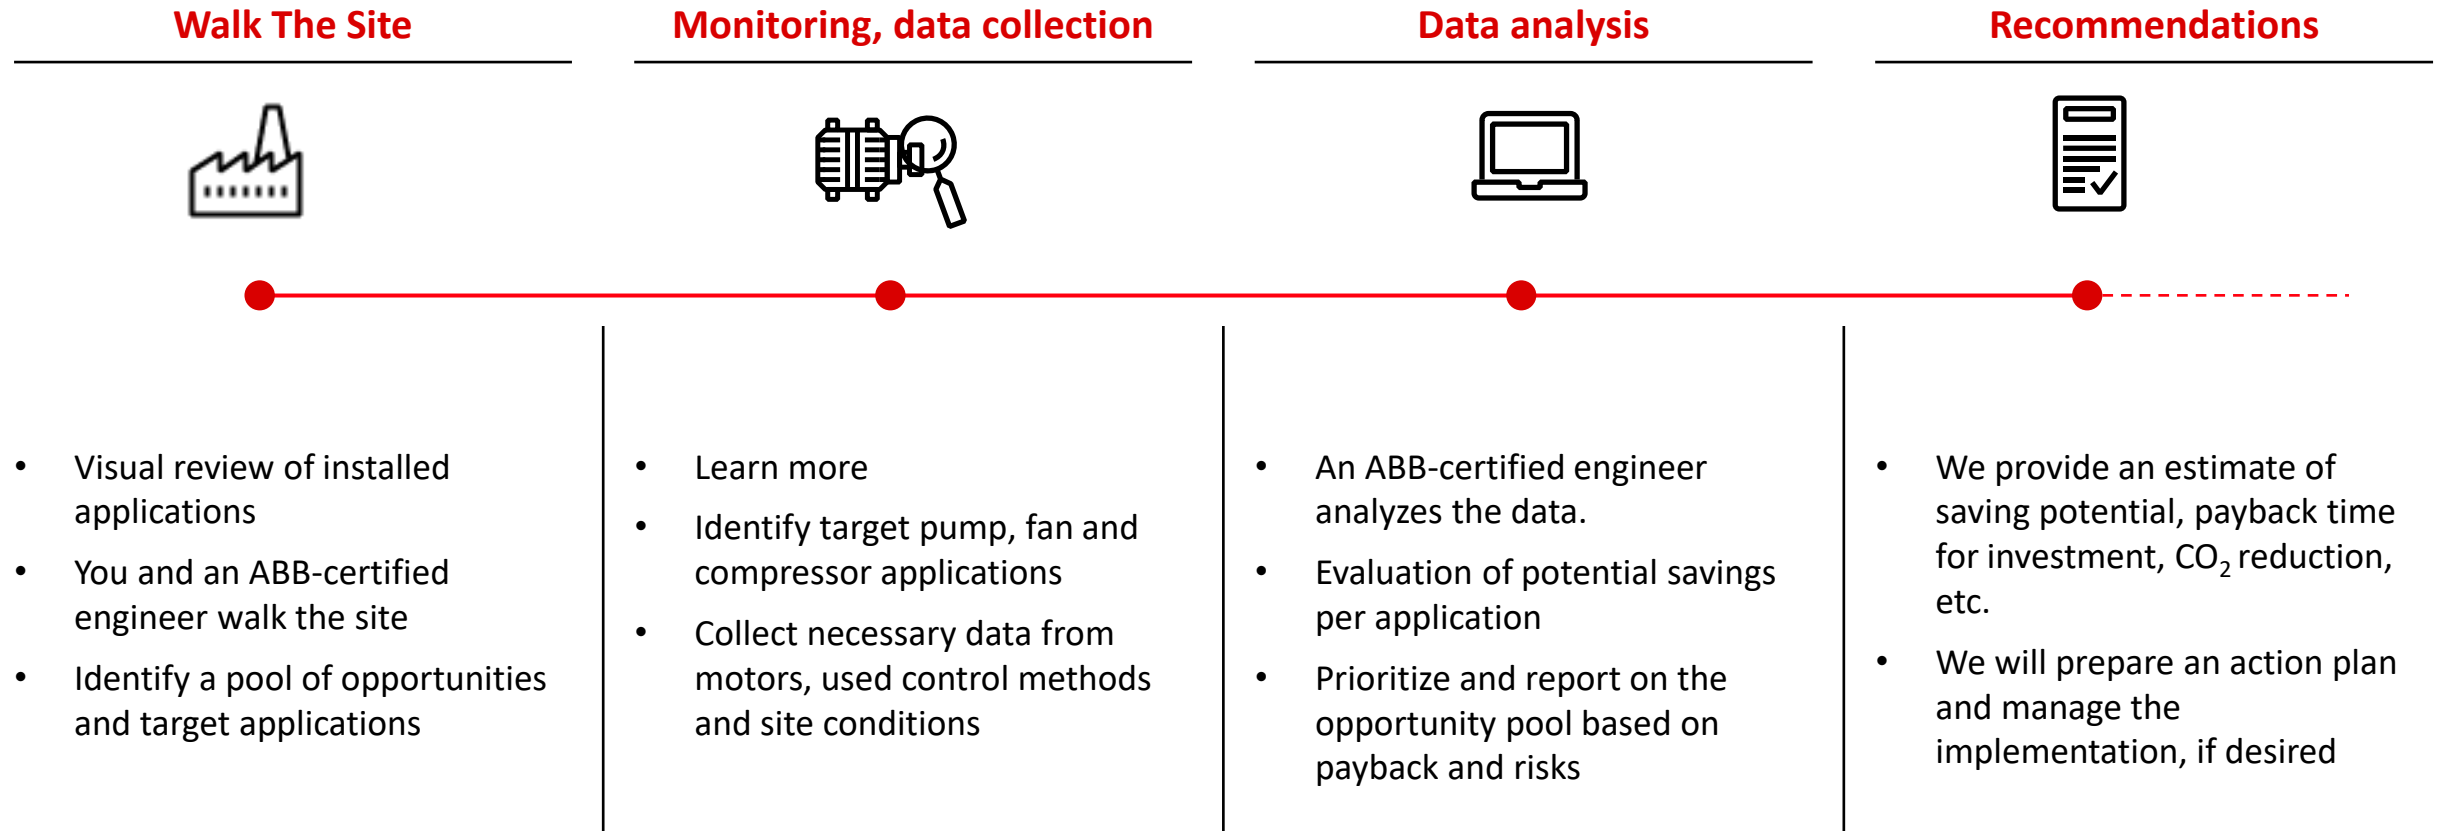 Walk The Site
Monitoring, data collection
Data analysis
Recommendations
• Visual review of installed
applications
• You and an ABB-certified
engineer walk the site
• Identify a pool of opportunities
and target applications
• Learn more
• Identify target pump, fan and
compressor applications
• Collect necessary data from
motors, used control methods
and site conditions
• An ABB-certified engineer
analyzes the data.
• Evaluation of potential savings
per application
• Prioritize and report on the
opportunity pool based on
payback and risks
• We provide an estimate of
saving potential, payback time
for investment, CO₂ reduction,
etc.
• We will prepare an action plan
and manage the
implementation, if desired